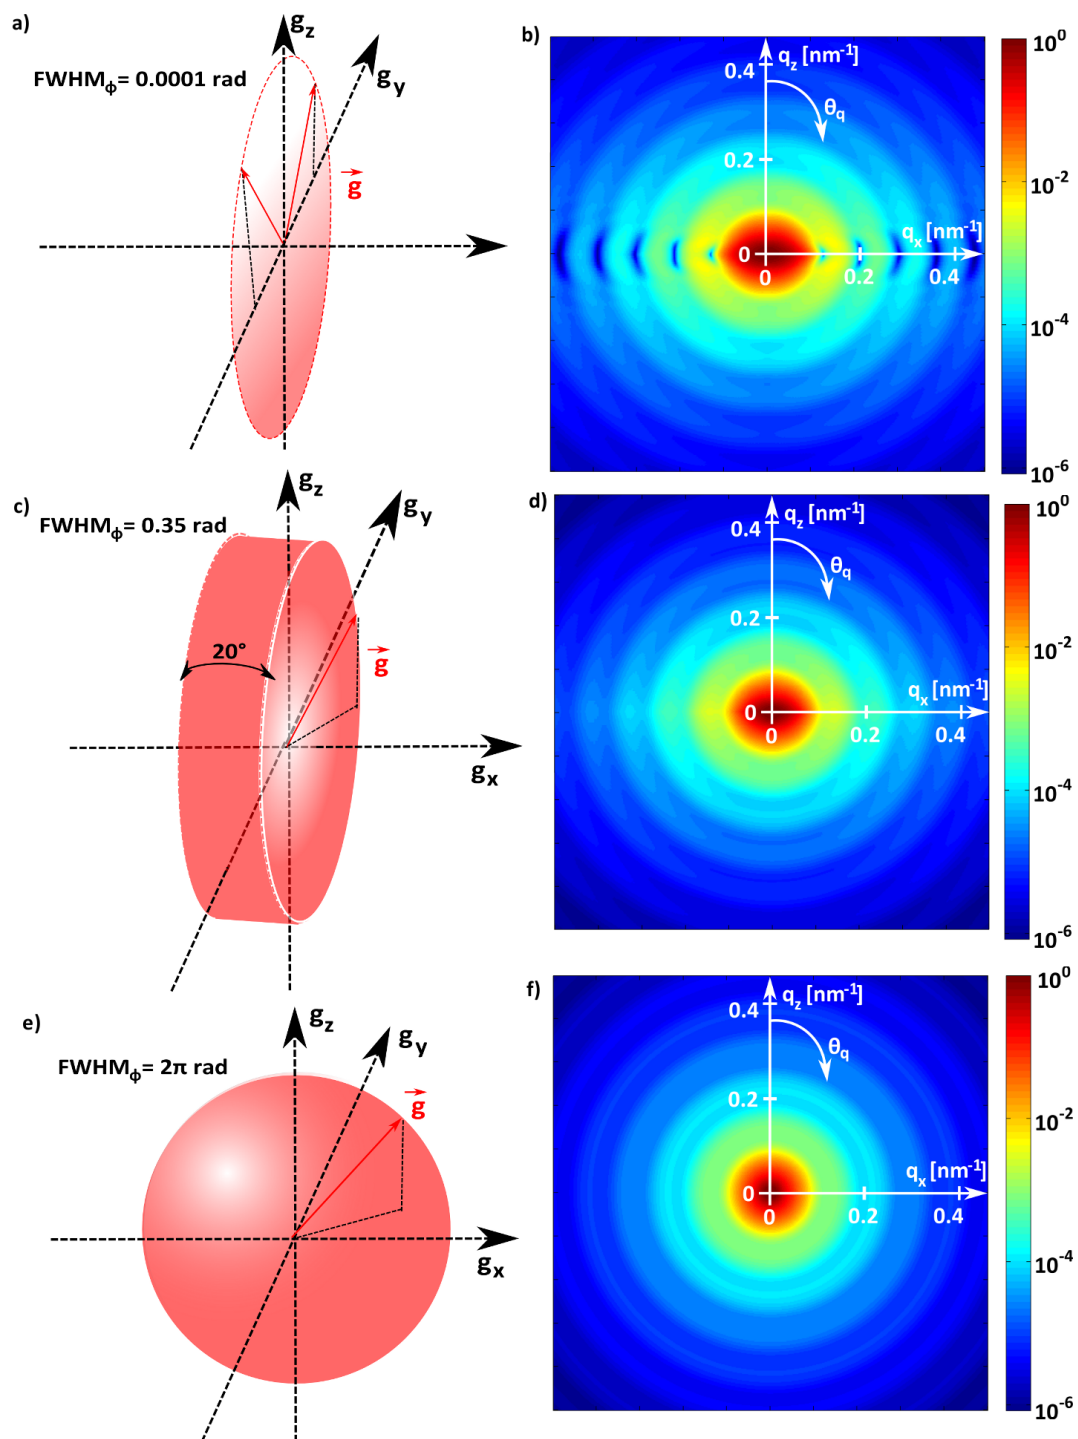 a)
g_z
g_y
FWHM_ϕ= 0.0001 rad
g⃗
b)
10^0
10^-2
10^-4
10^-6
q_z [nm^-1]
0.4
θ_q
0.2
q_x [nm^-1]
0
0
0.2
0.4
c)
g_z
g_y
FWHM_ϕ= 0.35 rad
20°
g⃗
g_x
d)
10^0
10^-2
10^-4
10^-6
q_z [nm^-1]
0.4
θ_q
0.2
q_x [nm^-1]
0
0
0.2
0.4
e)
g_z
g_y
FWHM_ϕ= 2π rad
g⃗
g_x
f)
10^0
10^-2
10^-4
10^-6
q_z [nm^-1]
0.4
θ_q
0.2
q_x [nm^-1]
0
0
0.2
0.4